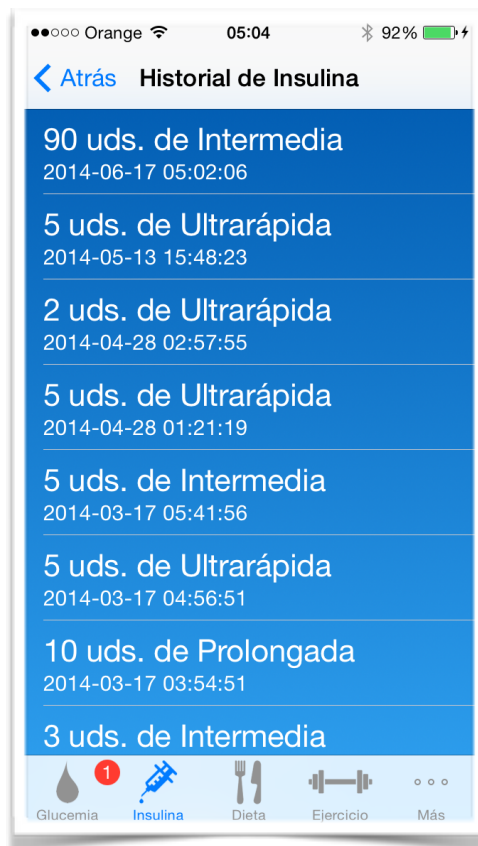 Orange 05:04 92%
Atrás Historial de Insulina
90 uds. de Intermedia
2014-06-17 05:02:06
5 uds. de Ultrarápida
2014-05-13 15:48:23
2 uds. de Ultrarápida
2014-04-28 02:57:55
5 uds. de Ultrarápida
2014-04-28 01:21:19
5 uds. de Intermedia
2014-03-17 05:41:56
5 uds. de Ultrarápida
2014-03-17 04:56:51
10 uds. de Prolongada
2014-03-17 03:54:51
3 uds. de Intermedia
1
Glucemia Insulina Dieta Ejercicio Más